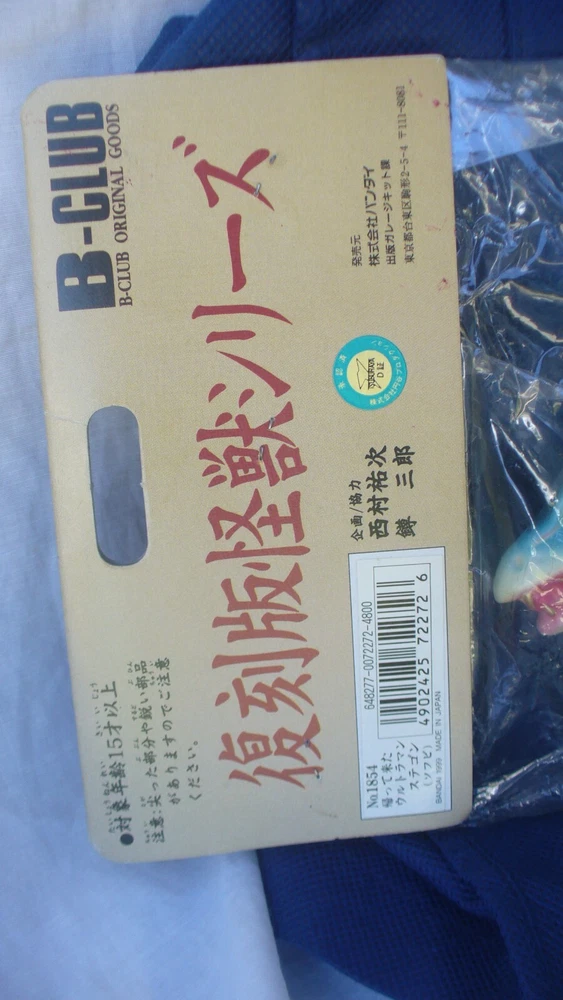 B-CLUB
B-CLUB ORIGINAL GOODS
復刻版怪獣シリーズ
発売元
株式会社バンダイ
出版ガレージキット課
東京都台東区駒形2-5-4 〒111-8081
企画/協力
西村祐次
鐏 三郎
●対象年齢15才以上
注意:尖った部分や鋭い部品
がありますのでご注意
ください。
648277-0072272-4800
4902425 722726
No.1854
帰って来た
ウルトラマン
ステゴン
(ソフビ)
BANDAI 1999 MADE IN JAPAN